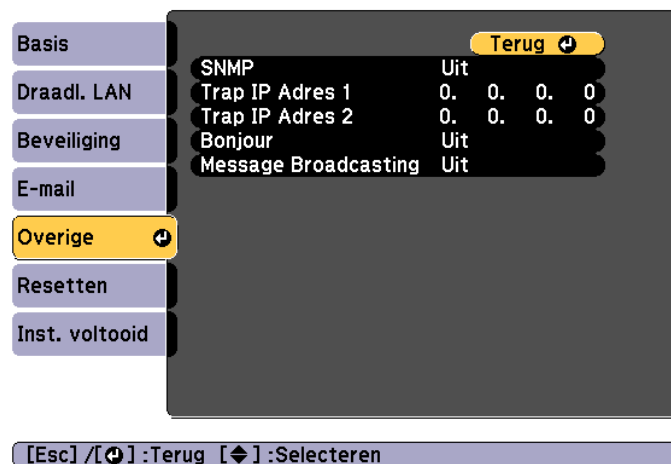 Basis
Draadl. LAN
Beveiliging
E-mail
Overige
Resetten
Inst. voltooid
Terug
SNMP Uit
Trap IP Adres 1 0. 0. 0. 0
Trap IP Adres 2 0. 0. 0. 0
Bonjour Uit
Message Broadcasting Uit
[Esc] /[⏎] :Terug [◆] :Selecteren